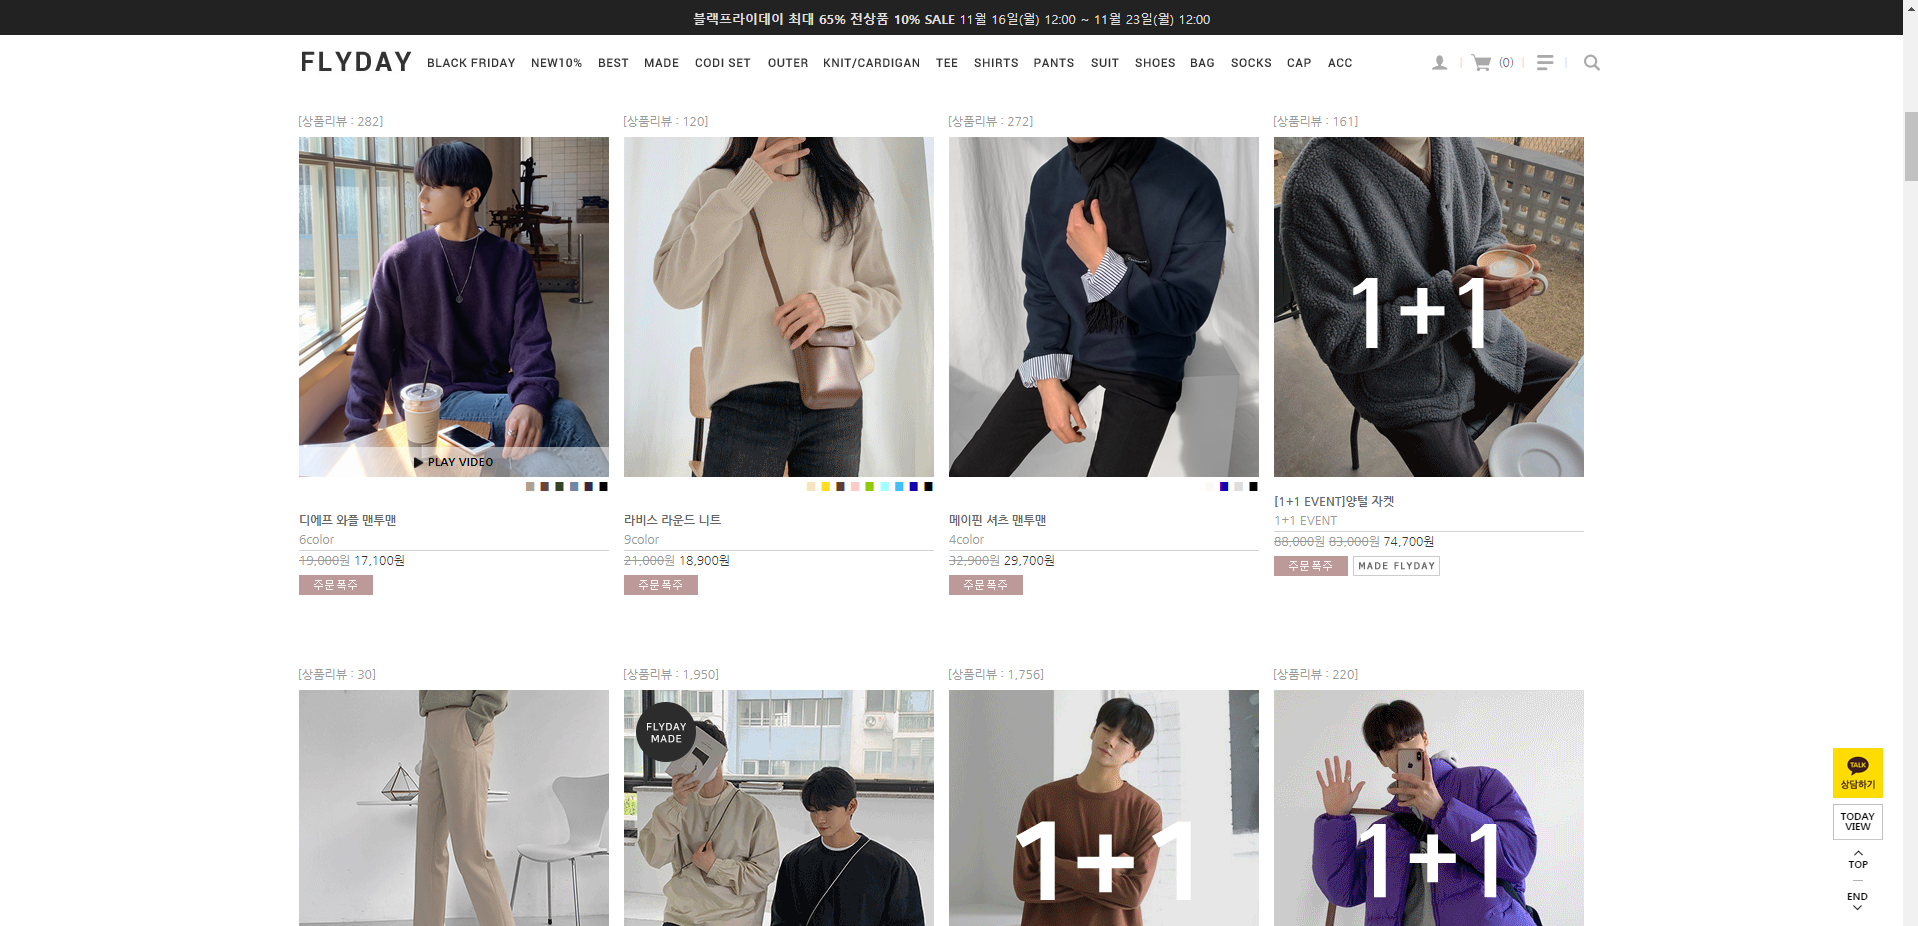 블랙프라이데이 최대 65% 전상품 10% SALE 11월 16일(월) 12:00 ~ 11월 23일(월) 12:00
FLYDAY BLACK FRIDAY NEW10% BEST MADE CODI SET OUTER KNIT/CARDIGAN TEE SHIRTS PANTS SUIT SHOES BAG SOCKS CAP ACC (0)
[상품리뷰 : 282] [상품리뷰 : 120] [상품리뷰 : 272] [상품리뷰 : 161]
1+1
PLAY VIDEO
디에프 와플 맨투맨
6color
19,000원 17,100원
주문폭주
라비스 라운드 니트
9color
21,000원 18,900원
주문폭주
메이핀 셔츠 맨투맨
4color
32,900원 29,700원
주문폭주
[1+1 EVENT]양털 자켓
1+1 EVENT
88,000원 83,000원 74,700원
주문폭주 MADE FLYDAY
[상품리뷰 : 30] [상품리뷰 : 1,950] [상품리뷰 : 1,756] [상품리뷰 : 220]
FLYDAY
MADE
1+1
1+1
TALK
상담하기
TODAY
VIEW
TOP
END